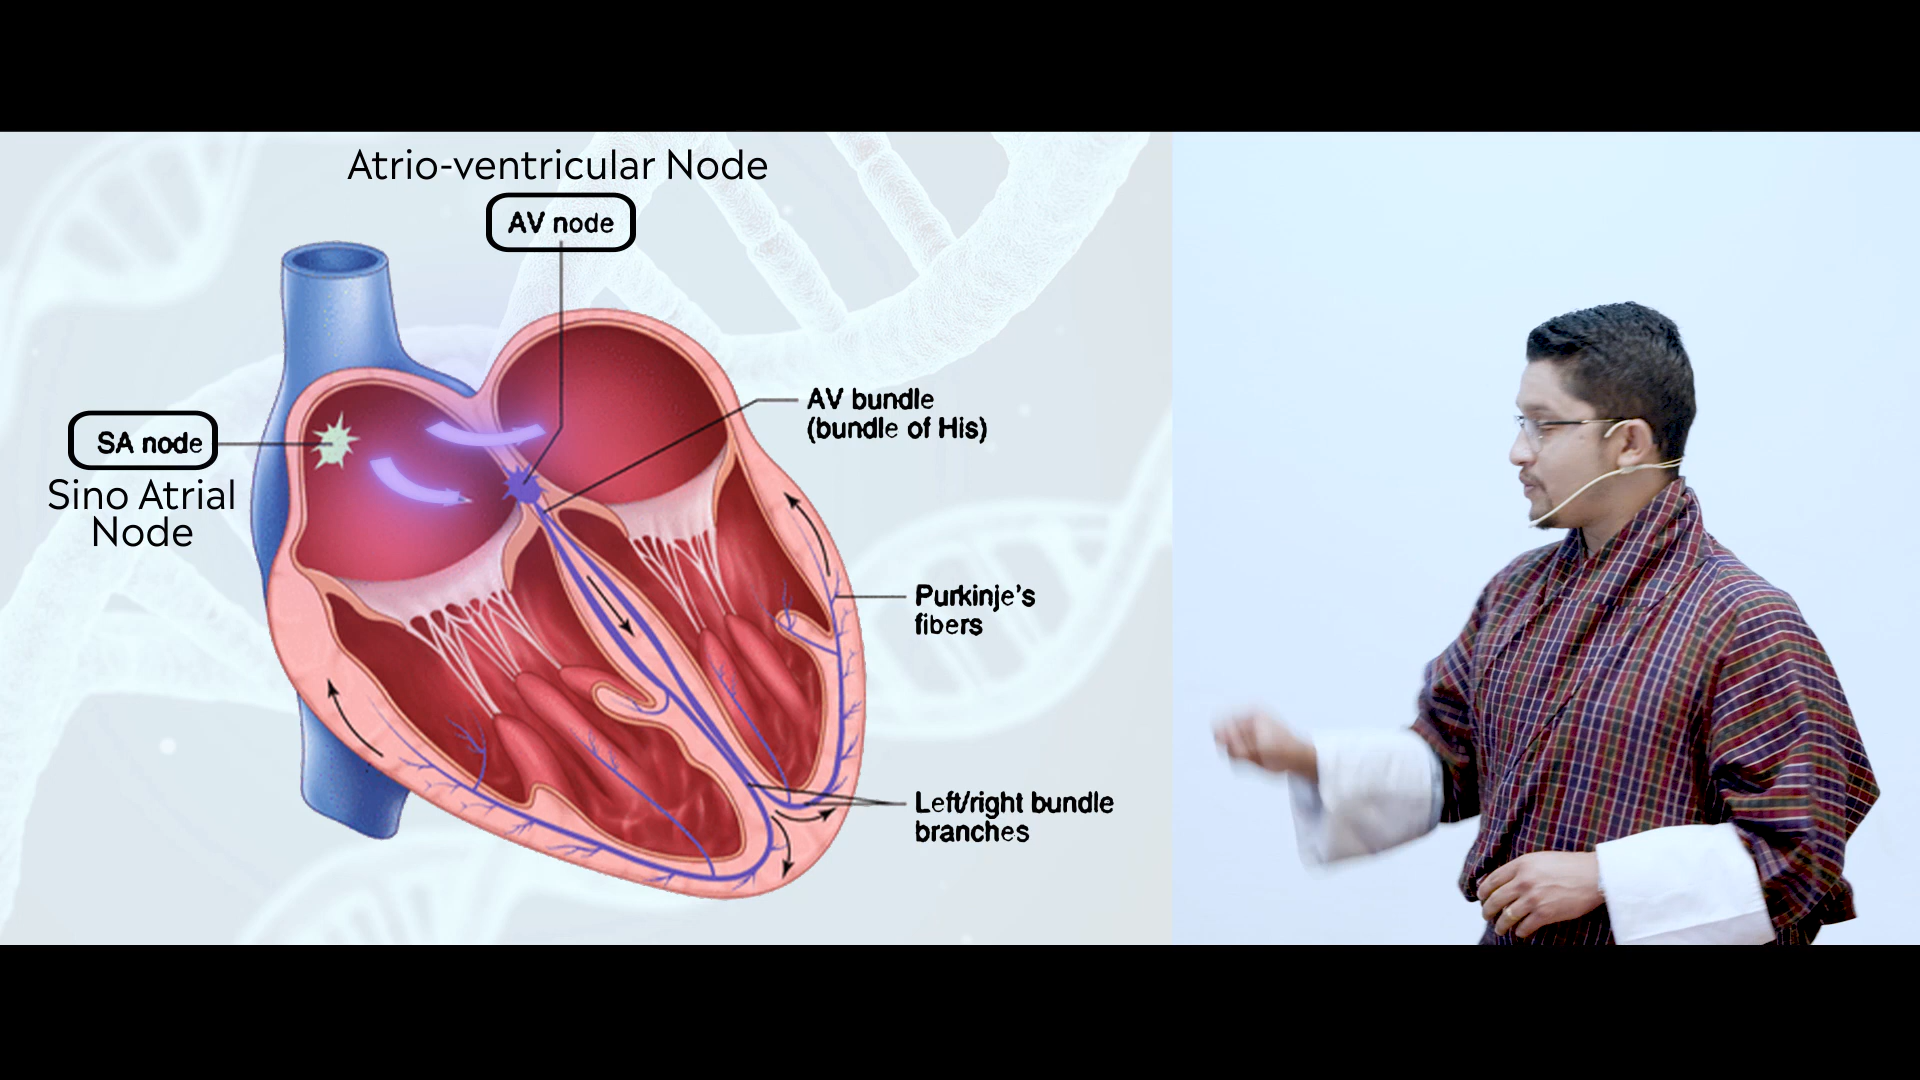 Atrio-ventricular Node
AV node
SA node
Sino Atrial
Node
AV bundle
(bundle of His)
Purkinje's
fibers
Left/right bundle
branches